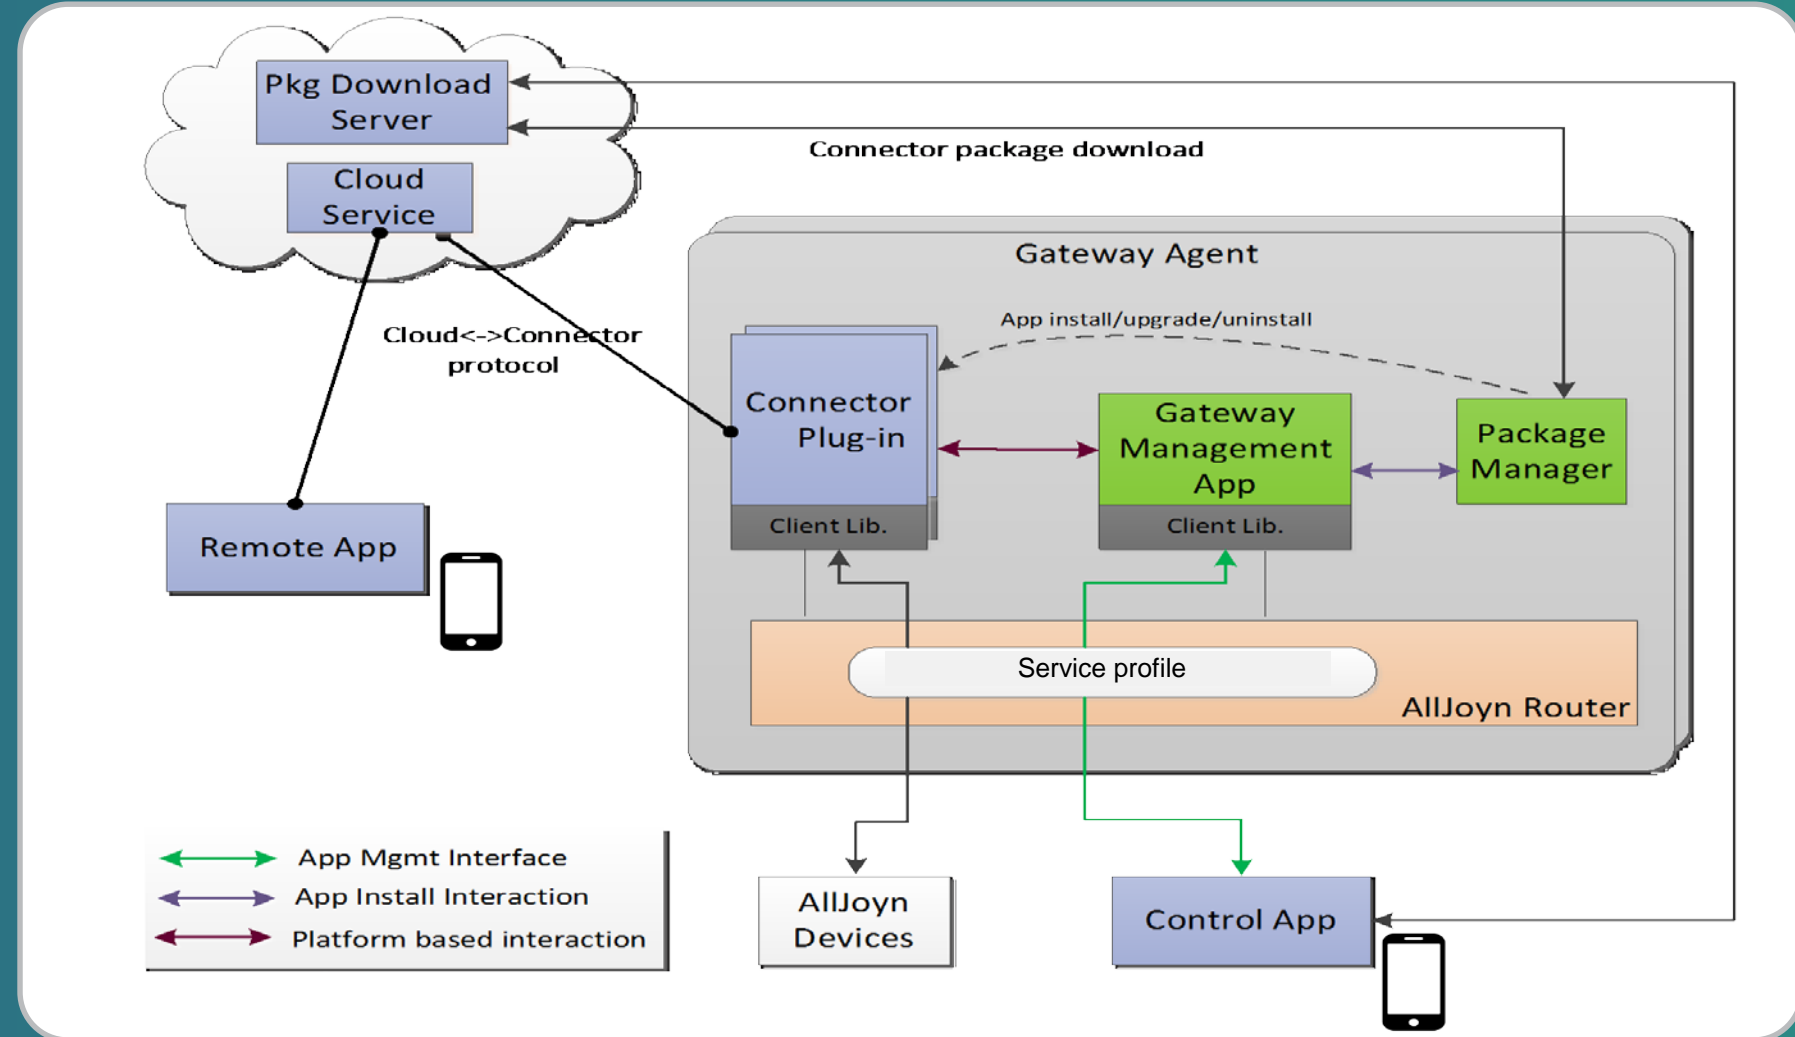 Pkg Download
Server
Connector package download
Cloud
Service
Gateway Agent
Cloud<->Connector
protocol
App install/upgrade/uninstall
Connector
Plug-in
Client Lib.
Gateway
Management
App
Client Lib.
Package
Manager
Remote App
Service profile
AllJoyn Router
App Mgmt Interface
App Install Interaction
Platform based interaction
AllJoyn
Devices
Control App